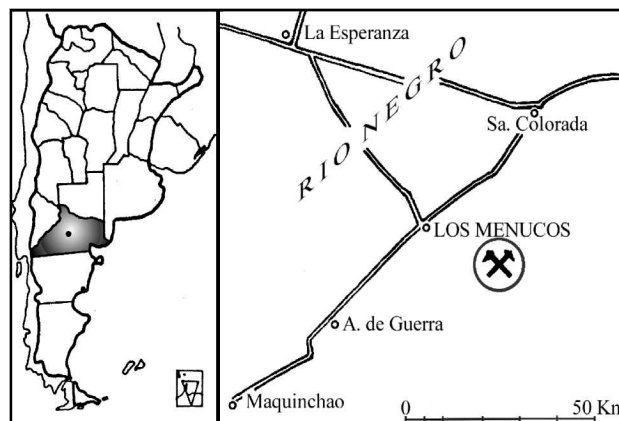 La Esperanza
RIO NEGRO
Sa. Colorada
LOS MENUCOS
A. de Guerra
Maquinchao
0 50 Km